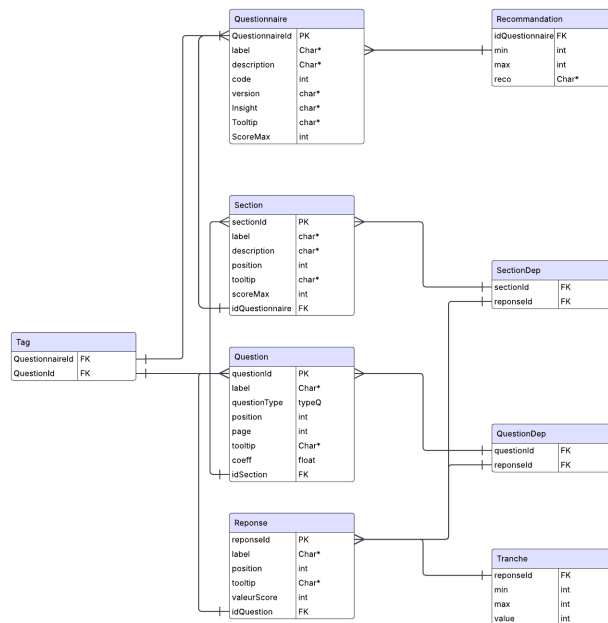 Questionnaire
QuestionnaireId PK
label Char*
description Char*
code int
version char*
Insight char*
Tooltip char*
ScoreMax int
Recommandation
idQuestionnaire FK
min int
max int
reco Char*
Section
sectionId PK
label char*
description char*
position int
tooltip char*
scoreMax int
idQuestionnaire FK
SectionDep
sectionId FK
reponseId FK
Tag
QuestionnaireId FK
QuestionId FK
Question
questionId PK
label Char*
questionType typeQ
position int
page int
tooltip Char*
coeff float
idSection FK
QuestionDep
questionId FK
reponseId FK
Reponse
reponseId PK
label Char*
position int
tooltip Char*
valeurScore int
idQuestion FK
Tranche
reponseId FK
min int
max int
value int